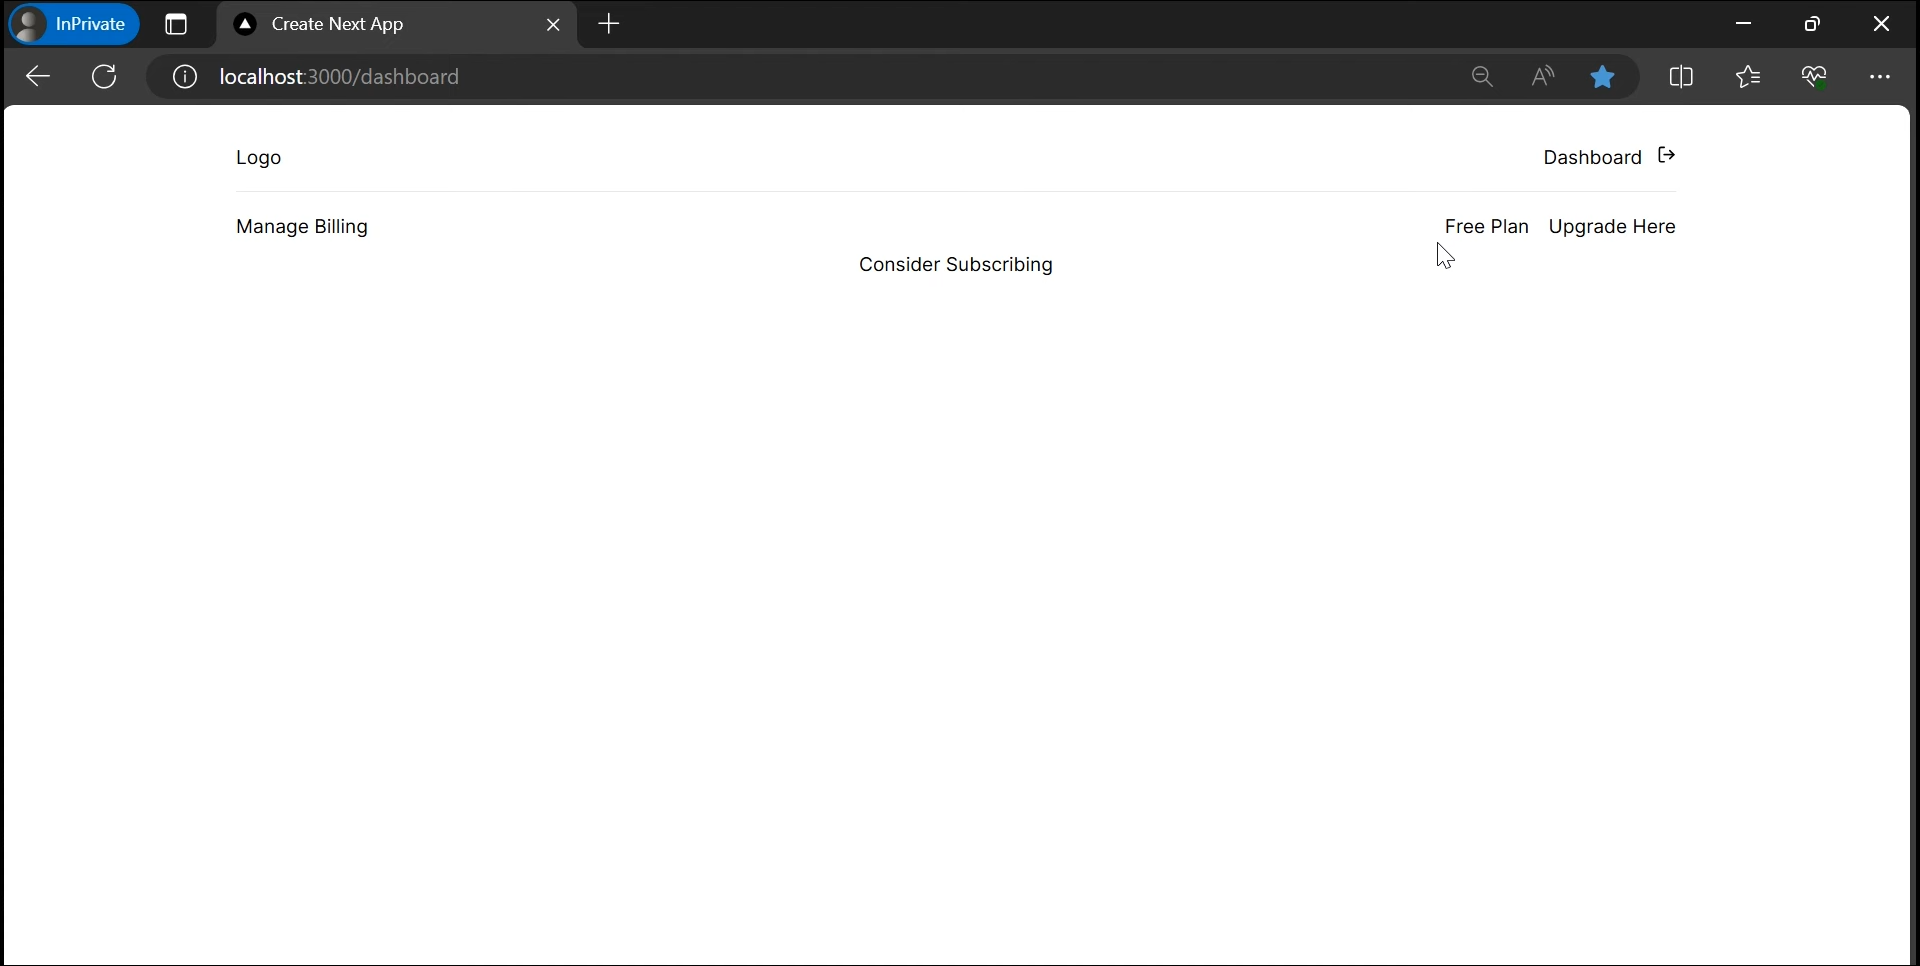 InPrivate
Create Next App
localhost:3000/dashboard
Logo
Dashboard
Manage Billing
Free Plan
Upgrade Here
Consider Subscribing